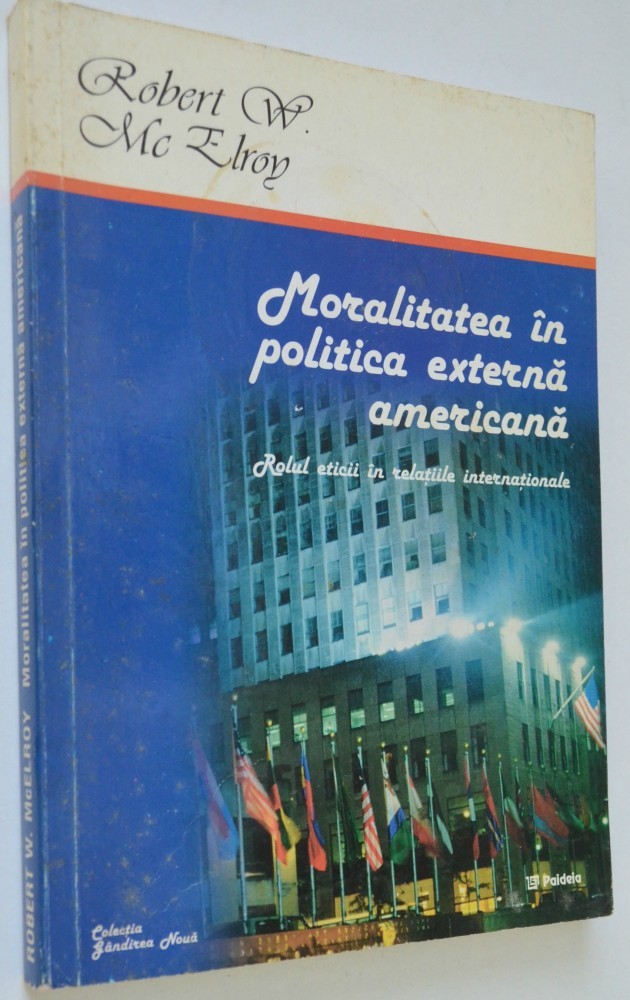 Robert W.
Mc Elroy
Moralitatea în
politica externă
americană
Rolul eticii în relațiile internaționale
Paideia
Colecția
Gândirea Nouă
ROBERT W. McELROY Moralitatea în politica externă americană